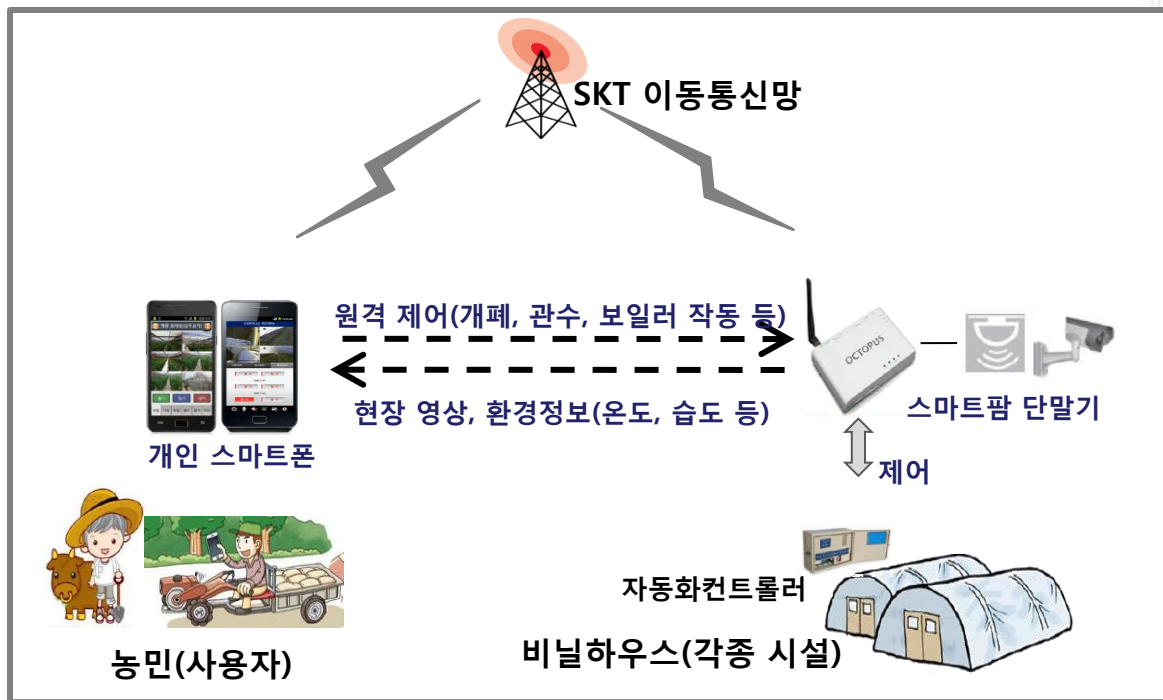 SKT 이동통신망
원격 제어(개폐, 관수, 보일러 작동 등)
OCTOPUS
현장 영상, 환경정보(온도, 습도 등)
스마트팜 단말기
개인 스마트폰
제어
자동화컨트롤러
농민(사용자)
비닐하우스(각종 시설)